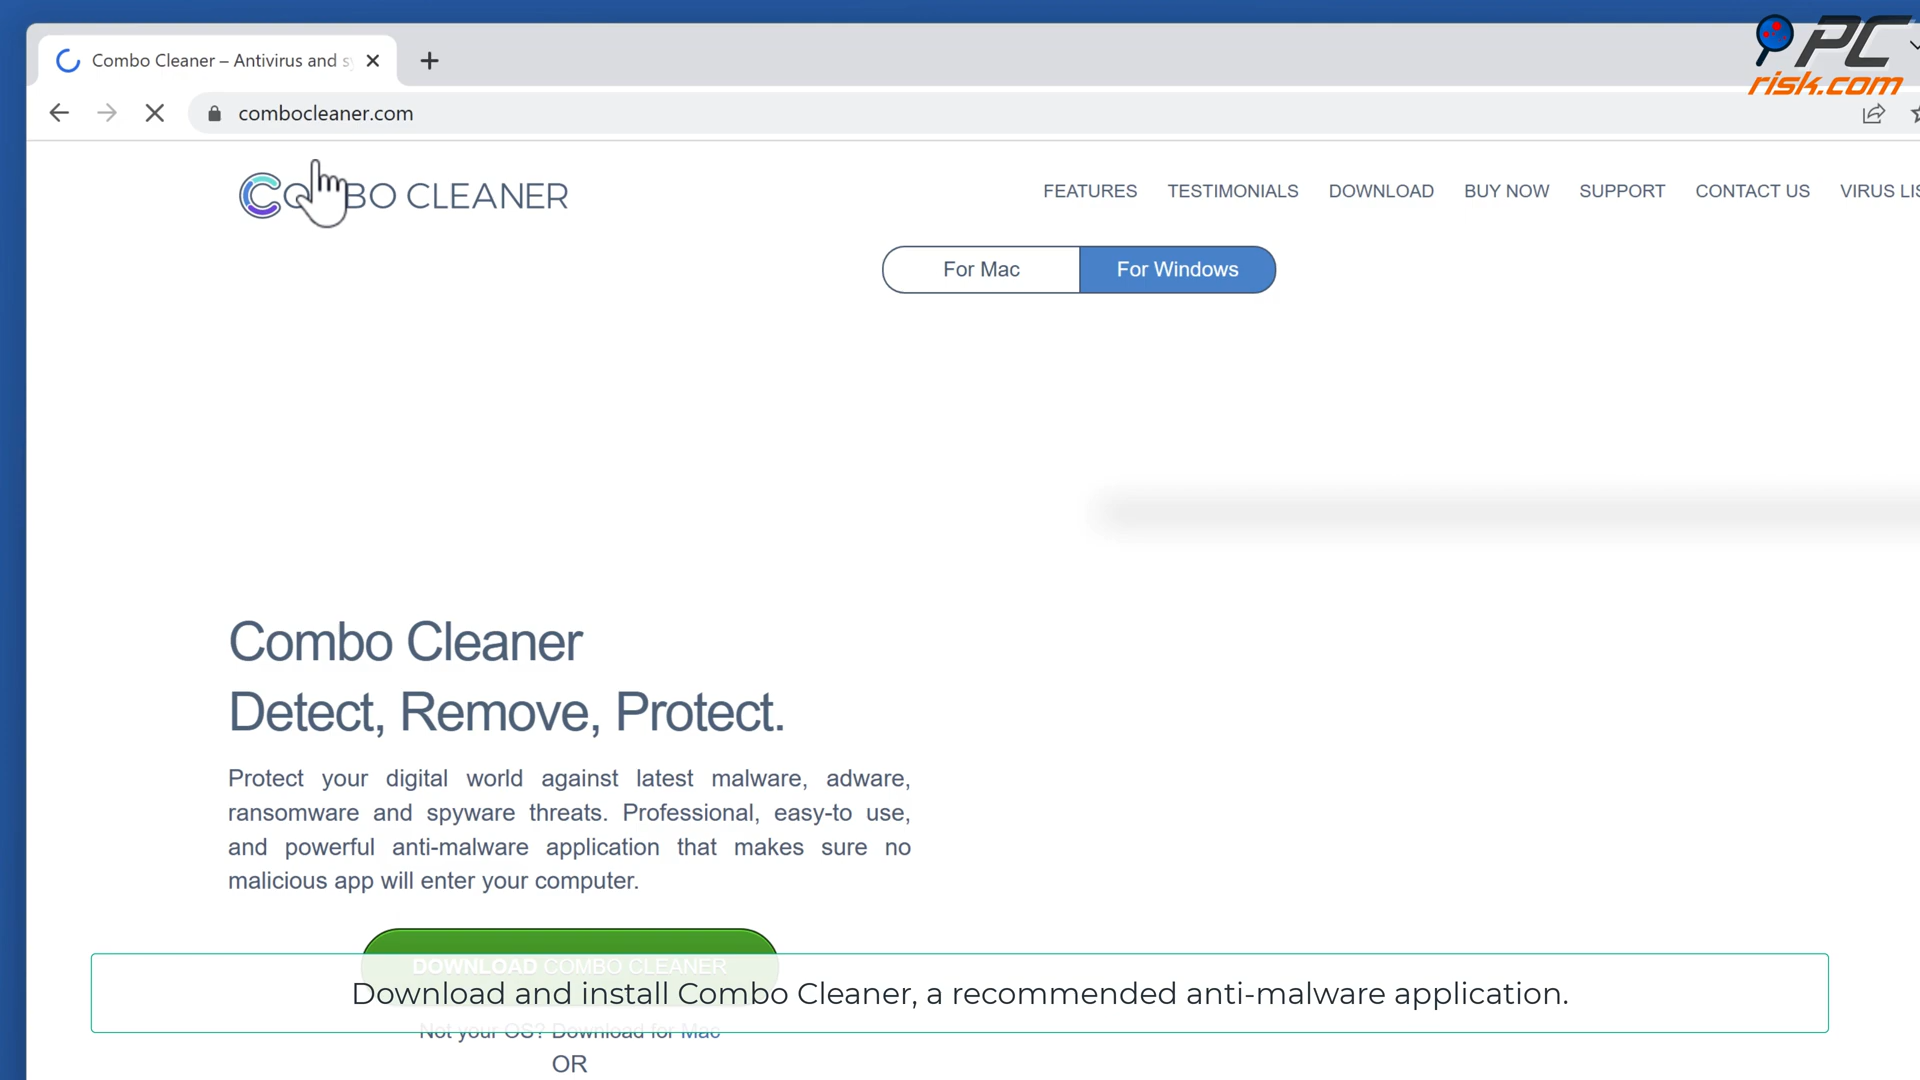 Combo Cleaner – Antivirus and sy
PC
risk.com
combocleaner.com
COMBO CLEANER
FEATURES TESTIMONIALS DOWNLOAD BUY NOW SUPPORT CONTACT US VIRUS LIS
For Mac For Windows
Combo Cleaner
Detect, Remove, Protect.
Protect your digital world against latest malware, adware,
ransomware and spyware threats. Professional, easy-to use,
and powerful anti-malware application that makes sure no
malicious app will enter your computer.
DOWNLOAD COMBO CLEANER
Download and install Combo Cleaner, a recommended anti-malware application.
Not your OS? Download for Mac
OR